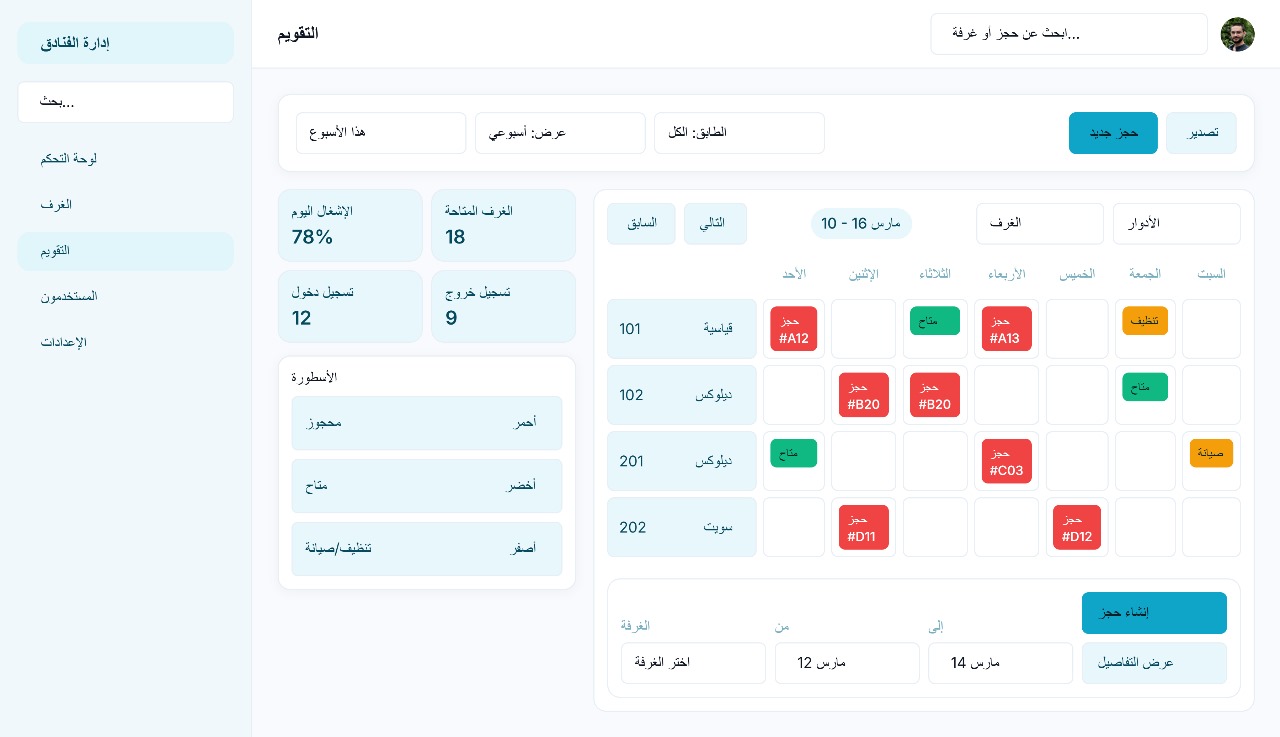 إدارة الفنادق
بحث...
لوحة التحكم
الغرف
التقويم
المستخدمون
الإعدادات
التقويم
ابحث عن حجز أو غرفة...
هذا الأسبوع
عرض: أسبوعي
الطابق: الكل
حجز جديد
تصدير
الإشغال اليوم
78%
الغرف المتاحة
18
تسجيل دخول
12
تسجيل خروج
9
الأسطورة
أحمر
محجوز
أخضر
متاح
أصفر
تنظيف/صيانة
السابق
التالي
10 - 16 مارس
الغرف
الأدوار
الأحد
الإثنين
الثلاثاء
الأربعاء
الخميس
الجمعة
السبت
101
قياسية
حجز
#A12
متاح
حجز
#A13
تنظيف
102
ديلوكس
حجز
#B20
حجز
#B20
متاح
201
ديلوكس
متاح
حجز
#C03
صيانة
202
سويت
حجز
#D11
حجز
#D12
الغرفة
اختر الغرفة
من
12 مارس
إلى
14 مارس
إنشاء حجز
عرض التفاصيل